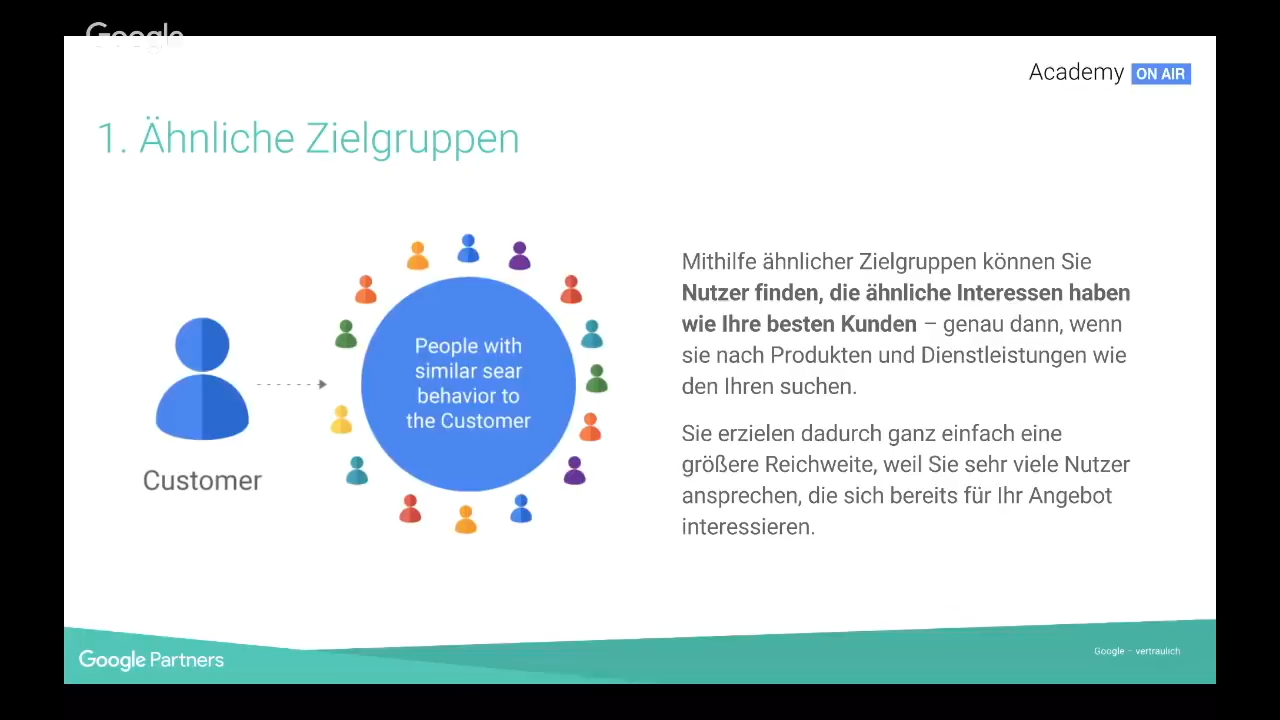 Google
Academy ON AIR
1. Ähnliche Zielgruppen
People with
similar sear
behavior to
the Customer
Customer
Mithilfe ähnlicher Zielgruppen können Sie
Nutzer finden, die ähnliche Interessen haben
wie Ihre besten Kunden – genau dann, wenn
sie nach Produkten und Dienstleistungen wie
den Ihren suchen.
Sie erzielen dadurch ganz einfach eine
größere Reichweite, weil Sie sehr viele Nutzer
ansprechen, die sich bereits für Ihr Angebot
interessieren.
Google Partners
Google – vertraulich